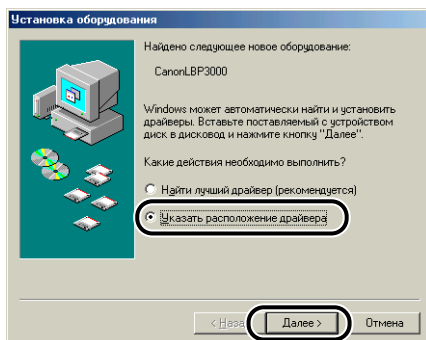 Установка оборудования
Найдено следующее новое оборудование:
CanonLBP3000
Windows может автоматически найти и установить
драйверы. Вставьте поставляемый с устройством
диск в дисковод и нажмите кнопку "Далее".
Какие действия необходимо выполнить?
Найти лучший драйвер (рекомендуется)
Указать расположение драйвера
< Наза Далее > Отмена